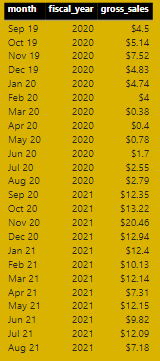 month fiscal_year gross_sales
Sep 19 2020 $4.5
Oct 19 2020 $5.14
Nov 19 2020 $7.52
Dec 19 2020 $4.83
Jan 20 2020 $4.74
Feb 20 2020 $4
Mar 20 2020 $0.38
Apr 20 2020 $0.4
May 20 2020 $0.78
Jun 20 2020 $1.7
Jul 20 2020 $2.55
Aug 20 2020 $2.79
Sep 20 2021 $12.35
Oct 20 2021 $13.22
Nov 20 2021 $20.46
Dec 20 2021 $12.94
Jan 21 2021 $12.4
Feb 21 2021 $10.13
Mar 21 2021 $12.14
Apr 21 2021 $7.31
May 21 2021 $12.15
Jun 21 2021 $9.82
Jul 21 2021 $12.09
Aug 21 2021 $7.18